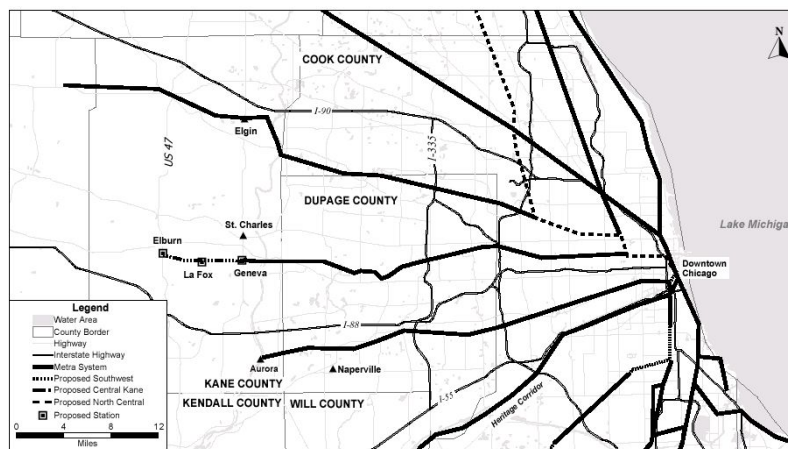 COOK COUNTY
N
I-90
Elgin
US 47
I-335
DUPAGE COUNTY
St. Charles
Lake Michiga
Elburn
La Fox
Geneva
Downtown
Chicago
I-88
Aurora
Naperville
KANE COUNTY
KENDALL COUNTY
WILL COUNTY
I-55
Heritage Corridor
Legend
Water Area
County Border
Highway
Interstate Highway
Metra System
Proposed Southwest
Proposed Central Kane
Proposed North Central
Proposed Station
0 4 8 12
Miles